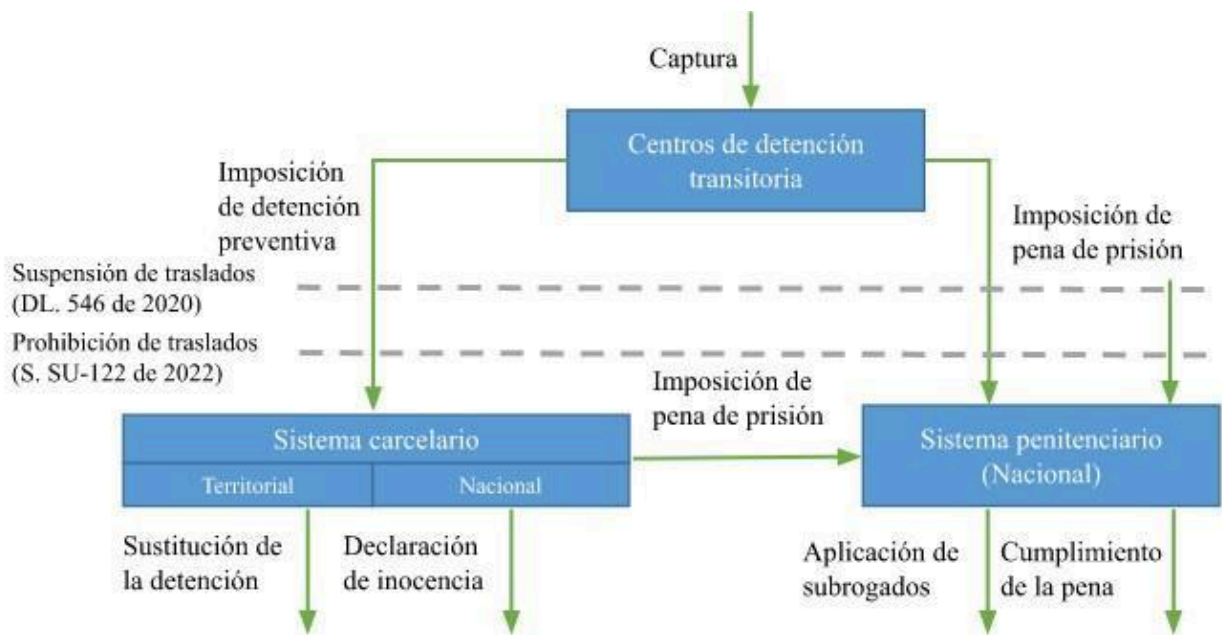 Captura
Centros de detención
transitoria
Imposición
de detención
preventiva
Imposición de
pena de prisión
Suspensión de traslados
(DL. 546 de 2020)
Prohibición de traslados
(S. SU-122 de 2022)
Imposición de
pena de prisión
Sistema carcelario
Territorial
Nacional
Sistema penitenciario
(Nacional)
Sustitución de
la detención
Declaración
de inocencia
Aplicación de
subrogados
Cumplimiento
de la pena